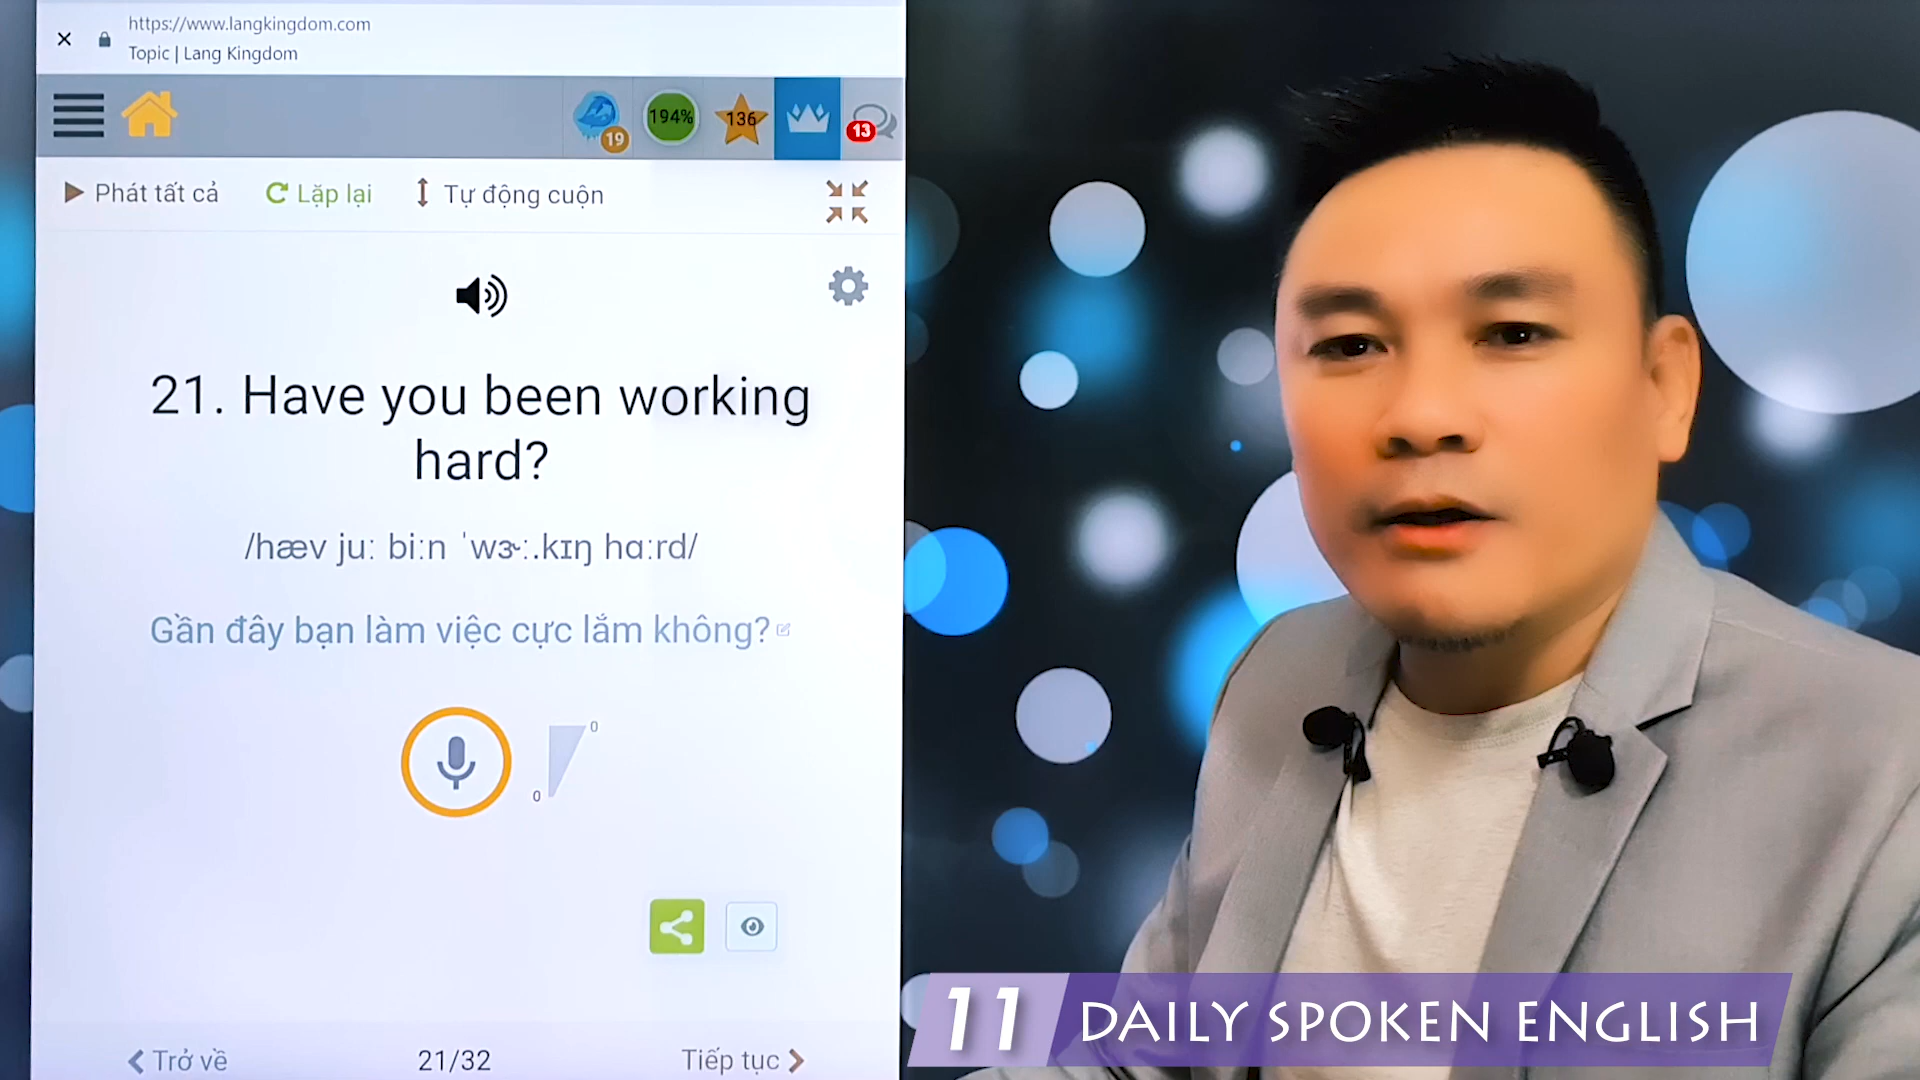 https://www.langkingdom.com
Topic | Lang Kingdom
19
194%
136
13
Phát tất cả
Lặp lại
Tự động cuộn
21. Have you been working
hard?
/hæv juː biːn ˈwɝː.kɪŋ hɑːrd/
Gần đây bạn làm việc cực lắm không?
0
0
Trở về
21/32
Tiếp tục
11 DAILY SPOKEN ENGLISH